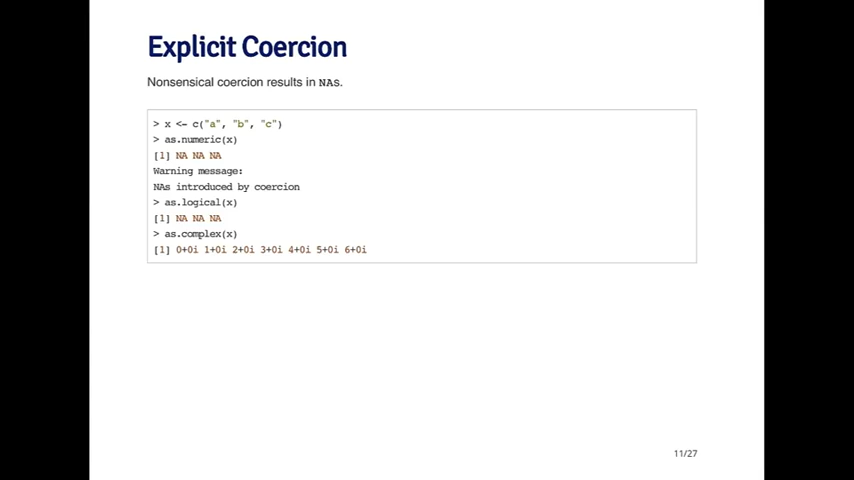 Explicit Coercion
Nonsensical coercion results in NAs.
> x <- c("a", "b", "c")
> as.numeric(x)
[1] NA NA NA
Warning message:
NAs introduced by coercion
> as.logical(x)
[1] NA NA NA
> as.complex(x)
[1] 0+0i 1+0i 2+0i 3+0i 4+0i 5+0i 6+0i
11/27